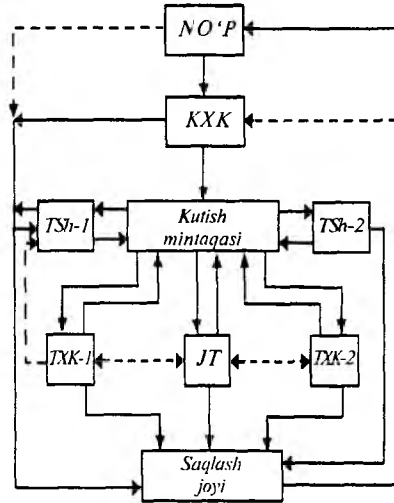 NO'P
KXK
TSh-1
Kutish
mintaqasi
TSh-2
TXK-1
JT
TXK-2
Saqlash
joyi